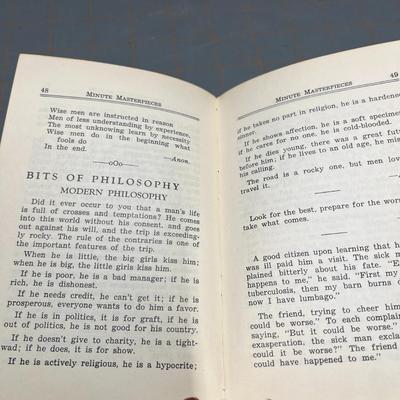 48
MINUTE MASTERPIECES
Wise men are instructed in reason
Men of less understanding by experience,
The most unknowing learn by necessity
Wise men do in the beginning what
fools do
In the end.
—Anon.
—oOo—
BITS OF PHILOSOPHY
MODERN PHILOSOPHY
Did it ever occur to you that a man's life
is full of crosses and temptations? He comes
into this world without his consent, and goes
out against his will, and the trip is exceeding-
ly rocky. The rule of the contraries is one of
the important features of the trip.
When he is little, the big girls kiss him;
when he is big, the little girls kiss him.
If he is poor, he is a bad manager; if he is
rich, he is dishonest.
If he needs credit, he can't get it; if he is
prosperous, everyone wants to do him a favor.
If he is in politics, it is for graft, if he is
out of politics, he is not good for his country.
If he doesn't give to charity, he is a tight-
wad; if he does, it is for show.
If he is actively religious, he is a hypocrite;
MINUTE MASTERPIECES
49
if he takes no part in religion, he is a hardened
sinner.
If he shows affection, he is a soft specimen
if he cares for no one, he is cold-blooded.
If he dies young, there was a great future
before him; if he lives to an old age, he mis
his calling.
The road is a rocky one, but men love
travel it.
Look for the best, prepare for the wors
take what comes.
A good citizen upon learning that h
was ill paid him a visit. The sick m
plained bitterly about his fate. "E
happens to me," he said. "First my
tuberculosis, then my barn burns d
now I have lumbago."
The friend, trying to cheer him
could be worse." To each complain
saying, "But it could be worse."
exasperation, the sick man exclai
could it be worse?" The friend
could have happened to me."